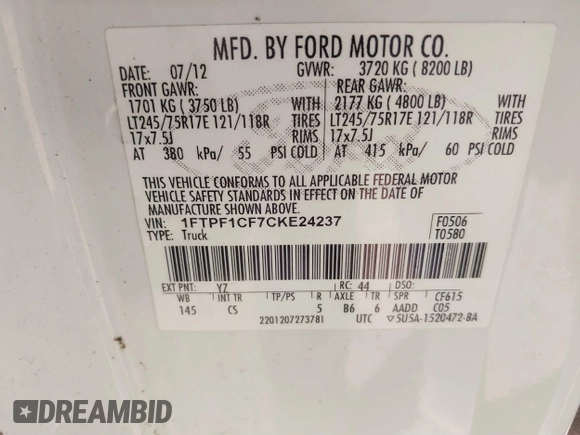 MFD. BY FORD MOTOR CO.
DATE: 07/12 GVWR: 3720 KG (8200 LB)
FRONT GAWR: REAR GAWR:
1701 KG (3750 LB) WITH 2177 KG (4800 LB) WITH
LT245/75R17E 121/118R TIRES LT245/75R17E 121/118R TIRES
17x7.5J RIMS 17x7.5J RIMS
AT 380 kPa/ 55 PSI COLD AT 415 kPa/ 60 PSI COLD
THIS VEHICLE CONFORMS TO ALL APPLICABLE FEDERAL MOTOR
VEHICLE SAFETY STANDARDS IN EFFECT ON THE DATE OF
MANUFACTURE SHOWN ABOVE.
VIN: 1FTPF1CF7CKE24237 F0506
TYPE: Truck T0580
EXT PNT: YZ RC: 44 DSO:
WB INT TR TP/PS R AXLE TR SPR CF615
145 CS 5 B6 6 AADD C05
2201207273781 UTC 5U5A-1520472-BA
DREAMBID